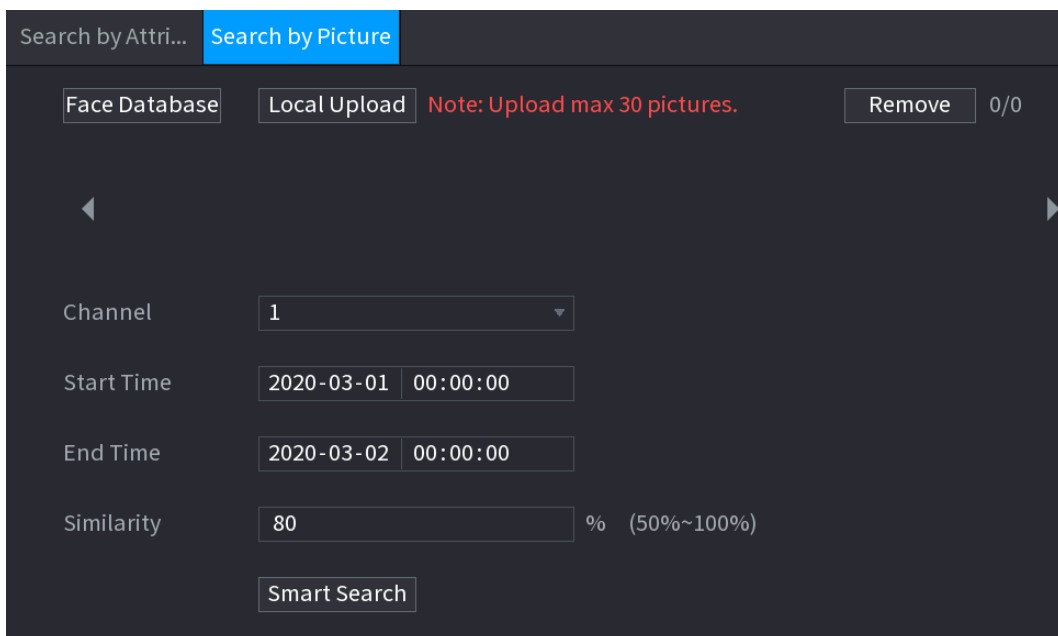 Search by Attri... Search by Picture
Face Database Local Upload Note: Upload max 30 pictures. Remove 0/0
Channel 1
Start Time 2020-03-01 00:00:00
End Time 2020-03-02 00:00:00
Similarity 80 % (50%~100%)
Smart Search